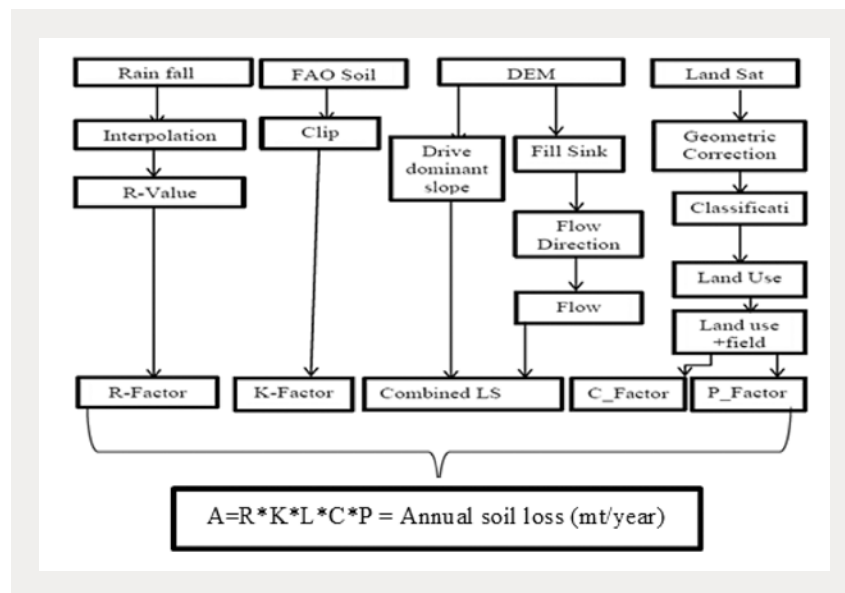 Rain fall
FAO Soil
DEM
Land Sat
Interpolation
Clip
Drive
dominant
slope
Fill Sink
Geometric
Correction
R-Value
Classificati
Flow
Direction
Land Use
Flow
Land use
+field
R-Factor
K-Factor
Combined LS
C_Factor
P_Factor
A=R*K*L*C*P = Annual soil loss (mt/year)